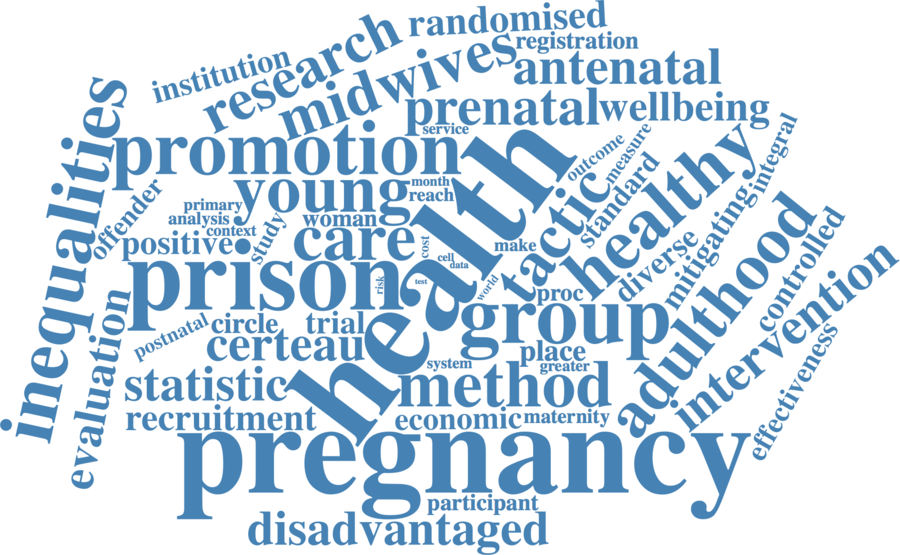 randomised
registration
research
institution
midwives
antenatal
prenatal
wellbeing
inequalities
promotion
service
health
healthy
integral
measure
outcome
standard
tactic
offender
young
month
reach
primary
analysis
context
woman
study
positive
care
cost
make
cell
data
mitigating
diverse
adulthood
controlled
prison
risk
test
world
proc
group
evaluation
postnatal
circle
trial
certeau
place
system
greater
intervention
statistic
method
effectiveness
recruitment
economic
maternity
pregnancy
participant
disadvantaged